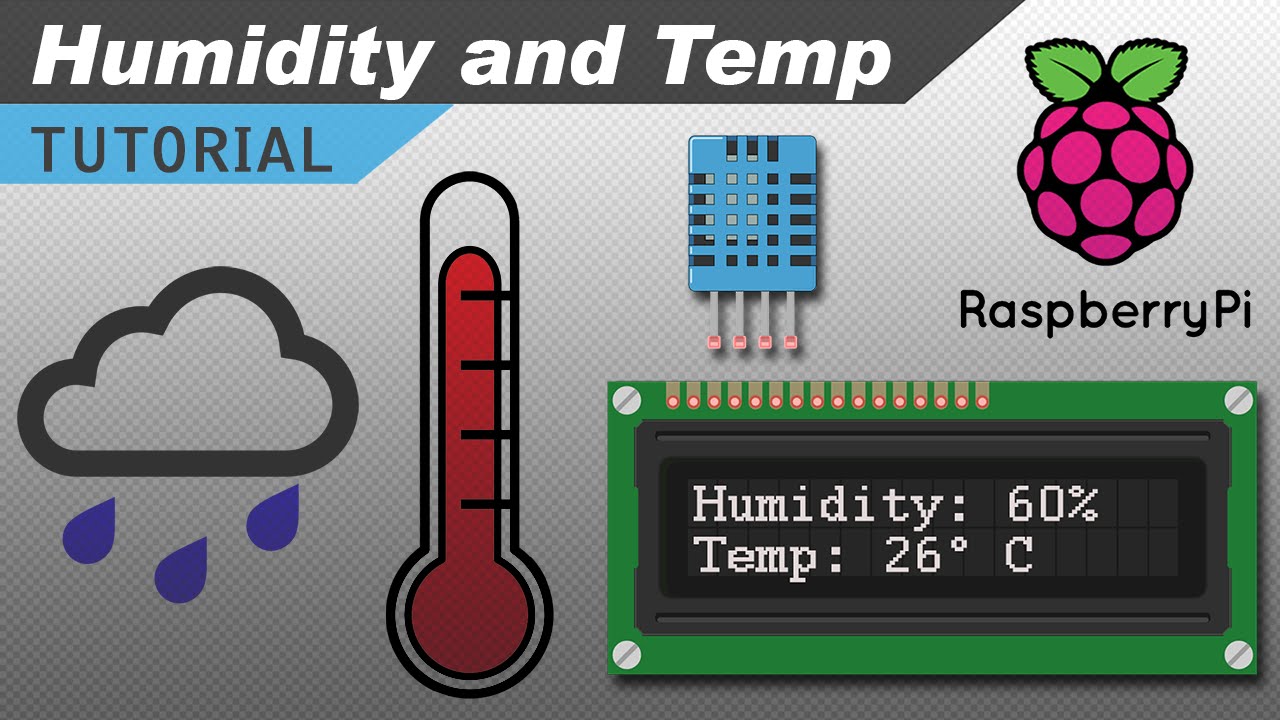 Humidity and Temp
TUTORIAL
RaspberryPi
Humidity: 60%
Temp: 26° C